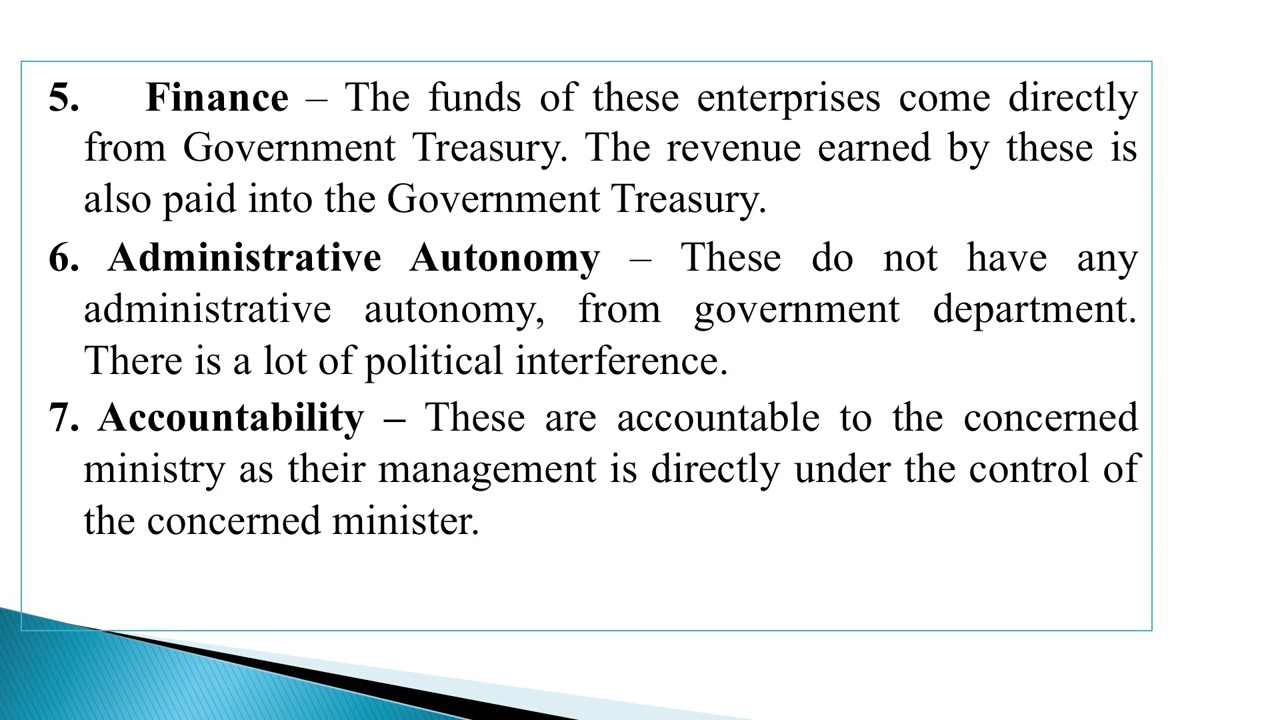 5. Finance – The funds of these enterprises come directly
from Government Treasury. The revenue earned by these is
also paid into the Government Treasury.
6. Administrative Autonomy – These do not have any
administrative autonomy, from government department.
There is a lot of political interference.
7. Accountability – These are accountable to the concerned
ministry as their management is directly under the control of
the concerned minister.